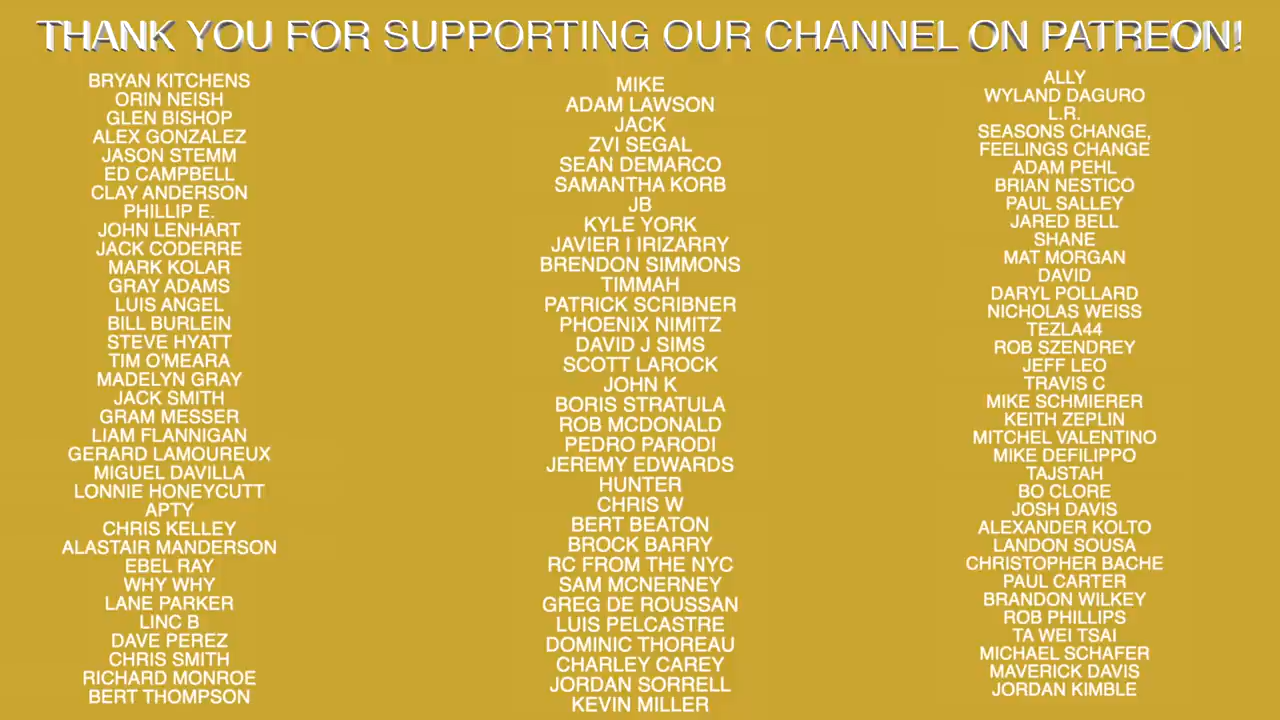 THANK YOU FOR SUPPORTING OUR CHANNEL ON PATREON!
BRYAN KITCHENS
ORIN NEISH
GLEN BISHOP
ALEX GONZALEZ
JASON STEMM
ED CAMPBELL
CLAY ANDERSON
PHILLIP E.
JOHN LENHART
JACK CODERRE
MARK KOLAR
GRAY ADAMS
LUIS ANGEL
BILL BURLEIN
STEVE HYATT
TIM O'MEARA
MADELYN GRAY
JACK SMITH
GRAM MESSER
LIAM FLANNIGAN
GERARD LAMOUREUX
MIGUEL DAVILLA
LONNIE HONEYCUTT
APTY
CHRIS KELLEY
ALASTAIR MANDERSON
EBEL RAY
WHY WHY
LANE PARKER
LINC B
DAVE PEREZ
CHRIS SMITH
RICHARD MONROE
BERT THOMPSON
MIKE
ADAM LAWSON
JACK
ZVI SEGAL
SEAN DEMARCO
SAMANTHA KORB
JB
KYLE YORK
JAVIER I IRIZARRY
BRENDON SIMMONS
TIMMAH
PATRICK SCRIBNER
PHOENIX NIMITZ
DAVID J SIMS
SCOTT LAROCK
JOHN K
BORIS STRATULA
ROB MCDONALD
PEDRO PARODI
JEREMY EDWARDS
HUNTER
CHRIS W
BERT BEATON
BROCK BARRY
RC FROM THE NYC
SAM MCNERNEY
GREG DE ROUSSAN
LUIS PELCASTRE
DOMINIC THOREAU
CHARLEY CAREY
JORDAN SORRELL
KEVIN MILLER
ALLY
WYLAND DAGURO
L.R.
SEASONS CHANGE,
FEELINGS CHANGE
ADAM PEHL
BRIAN NESTICO
PAUL SALLEY
JARED BELL
SHANE
MAT MORGAN
DAVID
DARYL POLLARD
NICHOLAS WEISS
TEZLA44
ROB SZENDREY
JEFF LEO
TRAVIS C
MIKE SCHMIERER
KEITH ZEPLIN
MITCHEL VALENTINO
MIKE DEFILIPPO
TAJSTAH
BO CLORE
JOSH DAVIS
ALEXANDER KOLTO
LANDON SOUSA
CHRISTOPHER BACHE
PAUL CARTER
BRANDON WILKEY
ROB PHILLIPS
TA WEI TSAI
MICHAEL SCHAFER
MAVERICK DAVIS
JORDAN KIMBLE